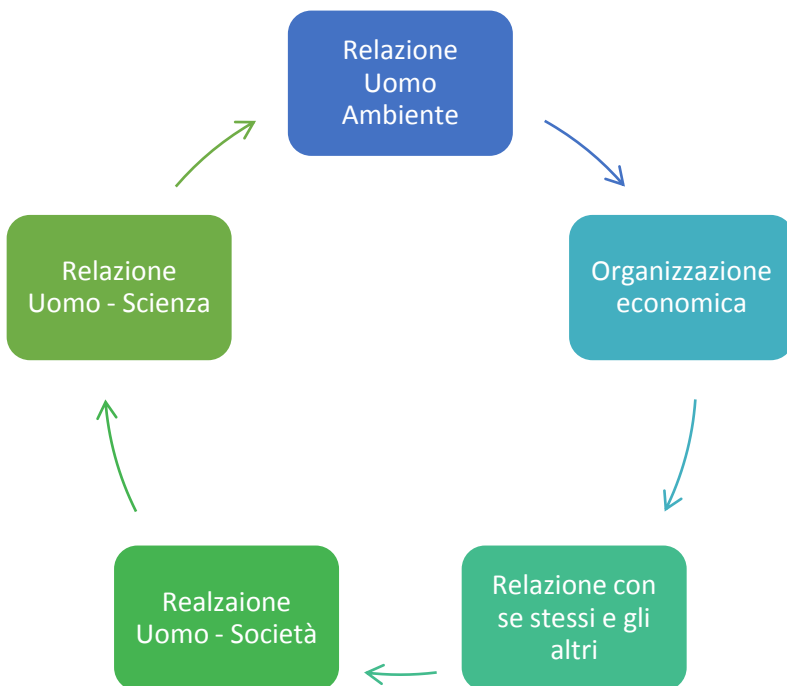 Relazione
Uomo
Ambiente
Organizzazione
economica
Relazione con
se stessi e gli
altri
Realzaione
Uomo - Società
Relazione
Uomo - Scienza